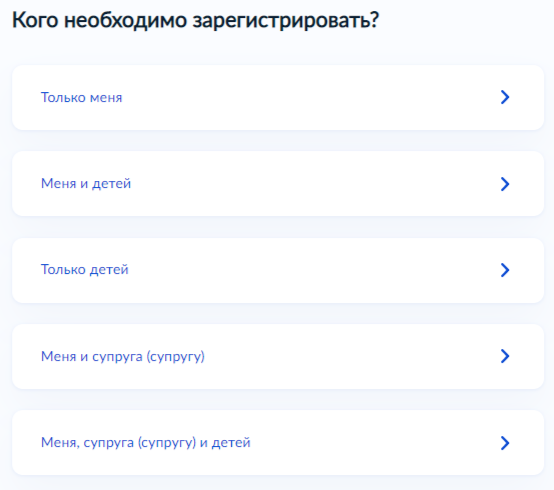 Кого необходимо зарегистрировать?
Только меня
Меня и детей
Только детей
Меня и супруга (супругу)
Меня, супруга (супругу) и детей